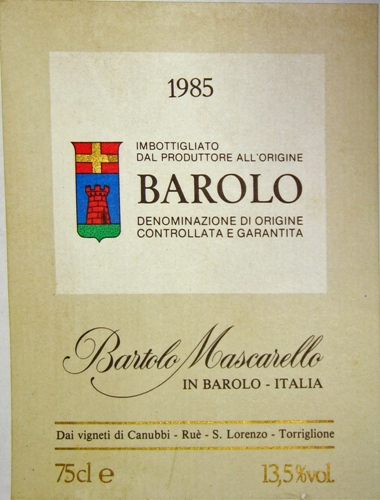 1985
IMBOTTIGLIATO
DAL PRODUTTORE ALL'ORIGINE
BAROLO
DENOMINAZIONE DI ORIGINE
CONTROLLATA E GARANTITA
Bartolo Mascarello
IN BAROLO - ITALIA
Dai vigneti di Canubbi - Ruè - S. Lorenzo - Torriglione
75cl e 13,5%vol.